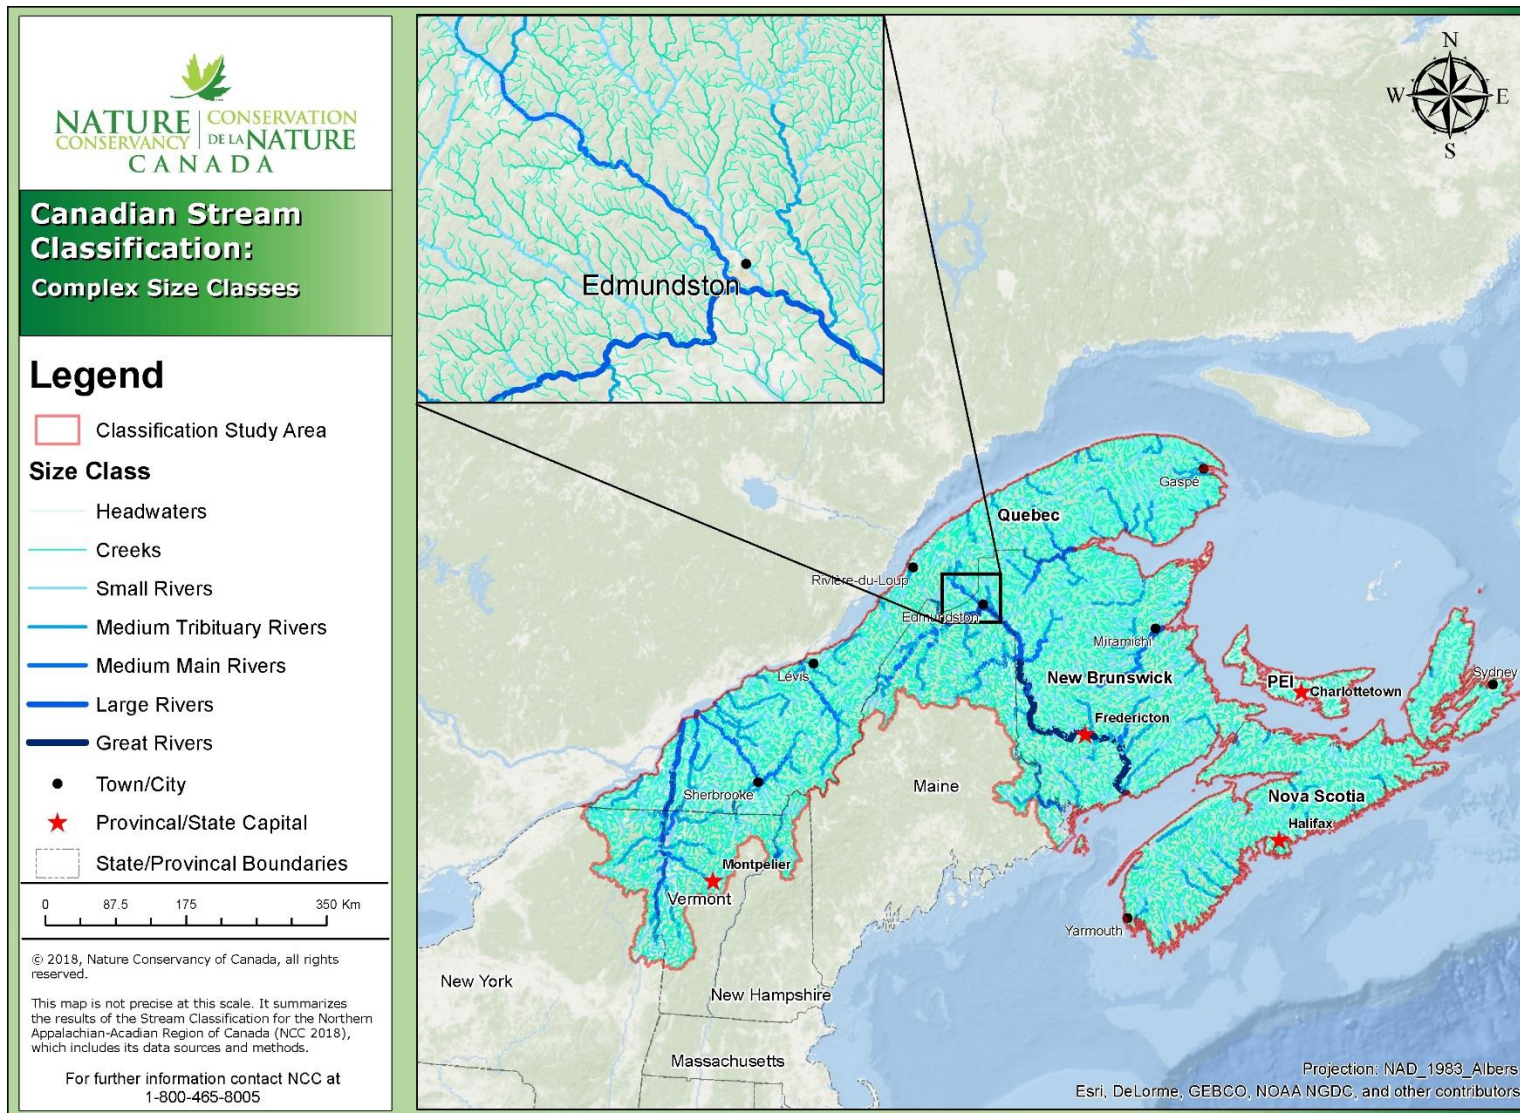 NATURE
CONSERVANCY
CONSERVATION
DE LA NATURE
CANADA
Canadian Stream
Classification:
Complex Size Classes
Legend
Classification Study Area
Size Class
Headwaters
Creeks
Small Rivers
Medium Tribituary Rivers
Medium Main Rivers
Large Rivers
Great Rivers
Town/City
Provincal/State Capital
State/Provincal Boundaries
0 87.5 175 350 Km
© 2018, Nature Conservancy of Canada, all rights
reserved.
This map is not precise at this scale. It summarizes
the results of the Stream Classification for the Northern
Appalachian-Acadian Region of Canada (NCC 2018),
which includes its data sources and methods.
For further information contact NCC at
1-800-465-8005
Edmundston
N
W E
S
Gaspé
Quebec
Rivière-du-Loup
Edmundston
Miramichi
Lévis
New Brunswick
PEI
Charlottetown
Sydney
Fredericton
Sherbrooke
Maine
Nova Scotia
Halifax
Montpelier
Vermont
Yarmouth
New York
New Hampshire
Massachusetts
Projection: NAD_1983_Albers
Esri, DeLorme, GEBCO, NOAA NGDC, and other contributors